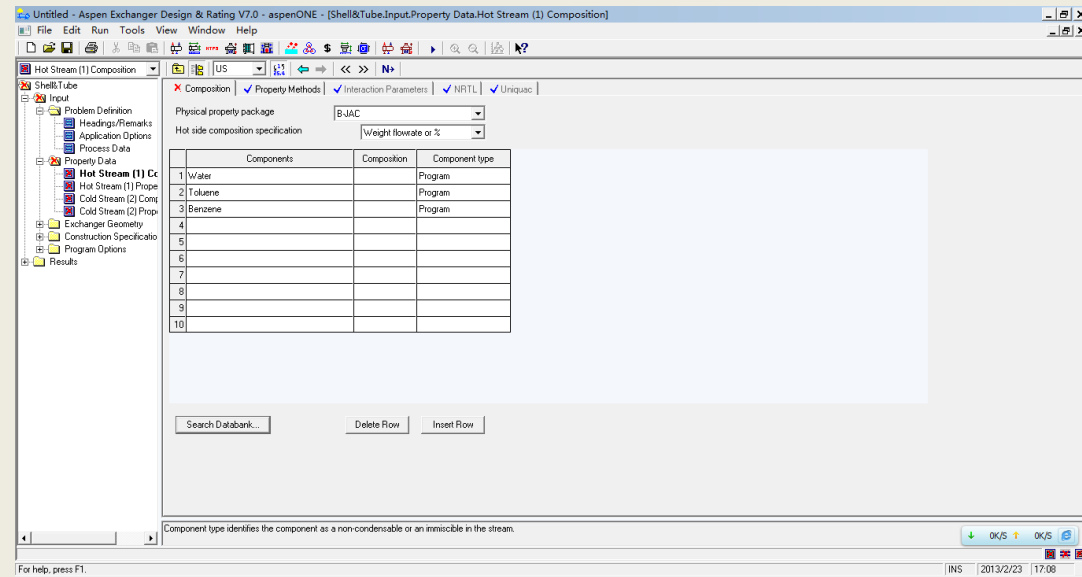 Untitled - Aspen Exchanger Design & Rating V7.0 - aspenONE - [Shell&Tube.Input.Property Data.Hot Stream (1) Composition]
File Edit Run Tools View Window Help
Hot Stream (1) Composition US
Shell&Tube
Input
Problem Definition
Headings/Remarks
Application Options
Process Data
Property Data
Hot Stream (1) Cc
Hot Stream (1) Prope
Cold Stream (2) Comp
Cold Stream (2) Prop
Exchanger Geometry
Construction Specificatio
Program Options
Results
Composition Property Methods Interaction Parameters NRTL Uniquac
Physical property package B-JAC
Hot side composition specification Weight flowrate or %
Components Composition Component type
1 Water Program
2 Toluene Program
3 Benzene Program
4
5
6
7
8
9
10
Search Databank... Delete Row Insert Row
Component type identifies the component as a non-condensable or an immiscible in the stream.
0K/S 0K/S
For help, press F1. INS 2013/2/23 17:08